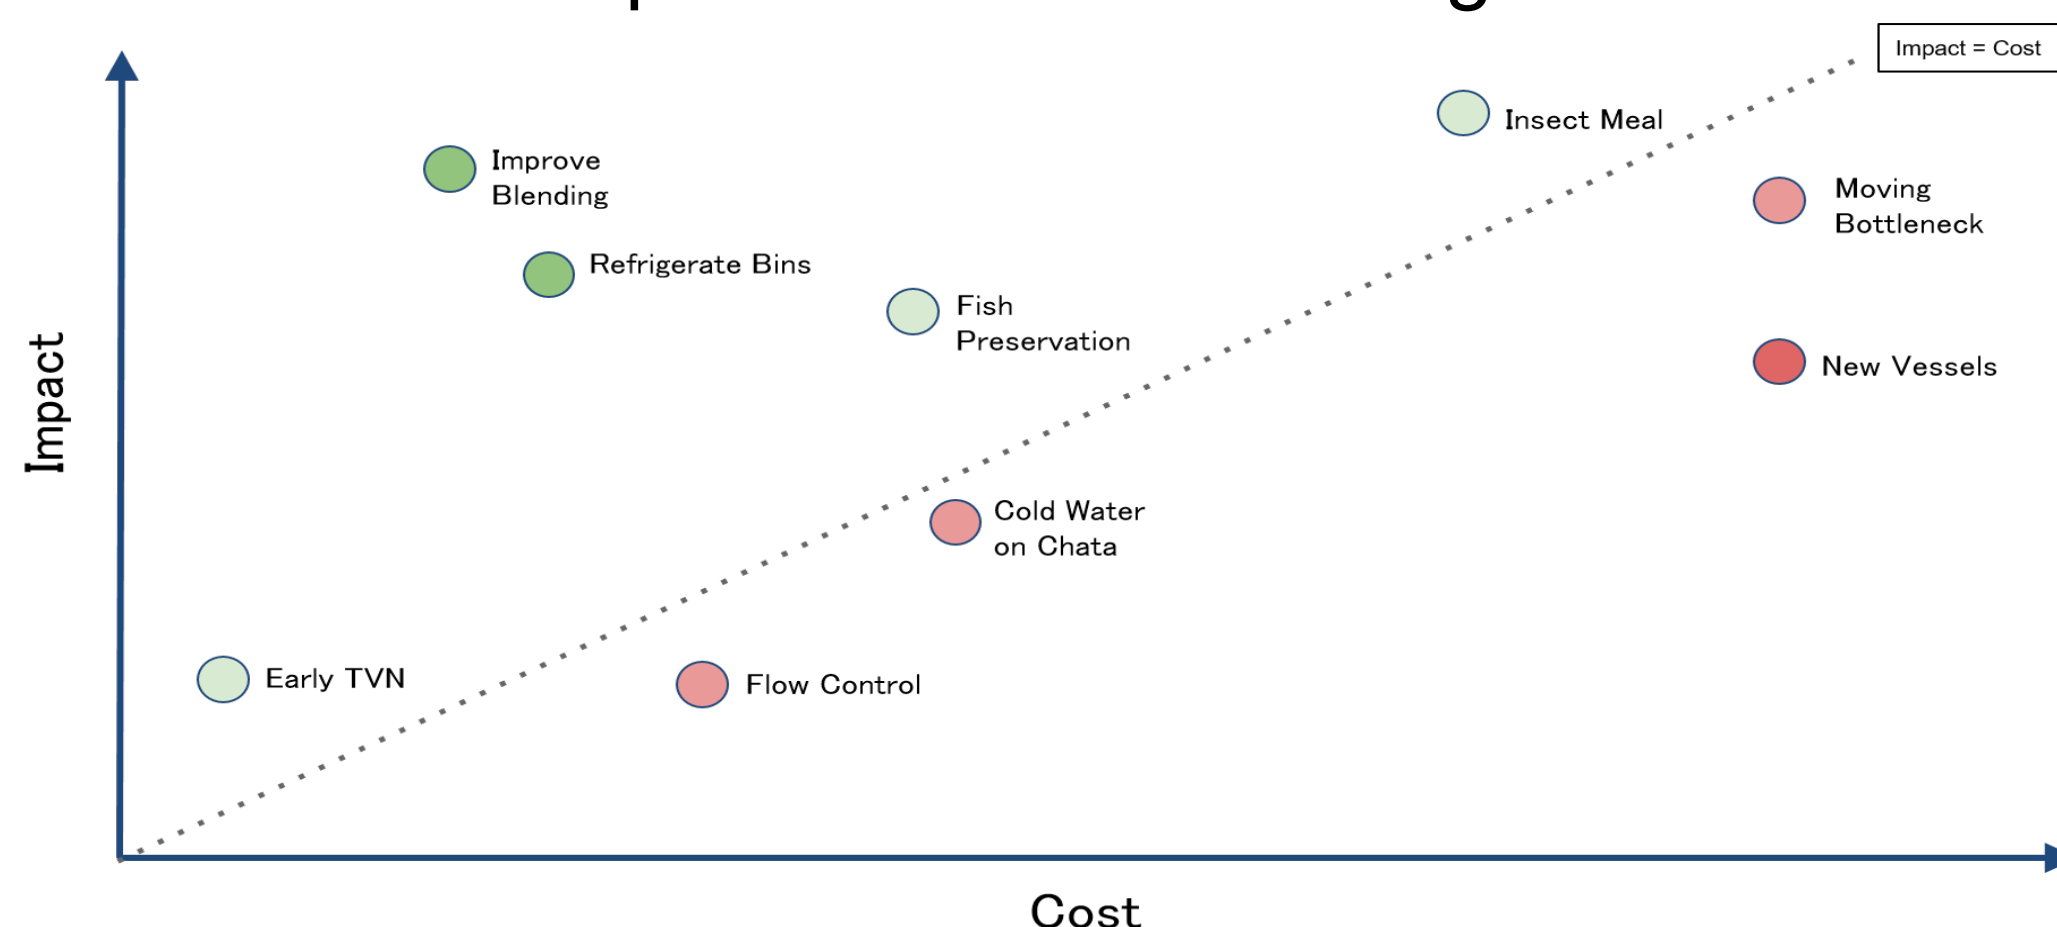 Impact = Cost
Insect Meal
Improve
Blending
Moving
Bottleneck
Refrigerate Bins
Fish
Preservation
New Vessels
Impact
Cold Water
on Chata
Early TVN
Flow Control
Cost